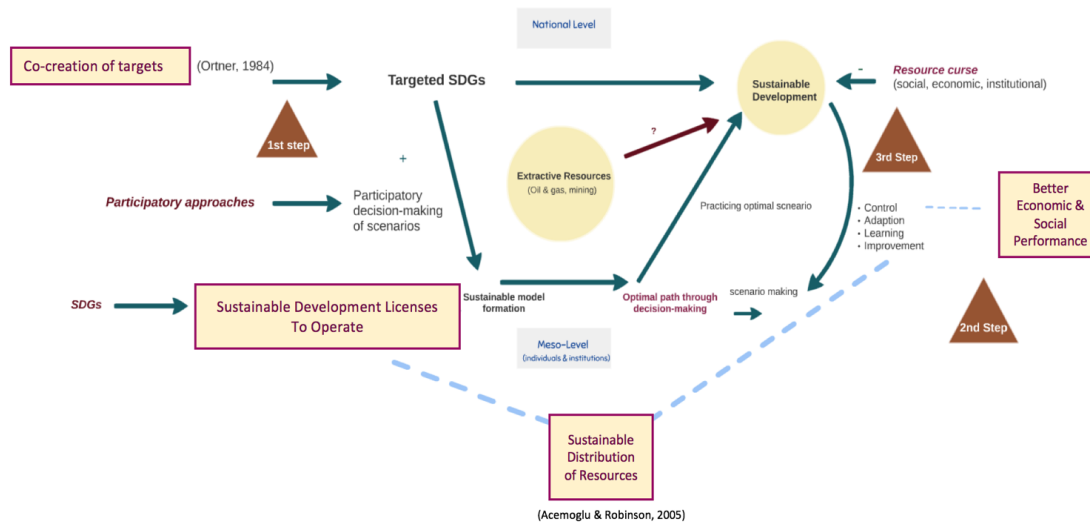 National Level
Co-creation of targets
(Ortner, 1984)
Targeted SDGs
Sustainable
Development
-
Resource curse
(social, economic, institutional)
1st step
?
3rd Step
+
Extractive Resources
(Oil & gas, mining)
Participatory approaches
Participatory
decision-making
of scenarios
Practicing optimal scneario
• Control
• Adaption
• Learning
• Improvement
Better
Economic &
Social
Performance
SDGs
Sustainable Development Licenses
To Operate
Sustainable model
formation
Optimal path through
decision-making
scenario making
2nd Step
Meso-Level
(individuals & institutions)
Sustainable
Distribution
of Resources
(Acemoglu & Robinson, 2005)